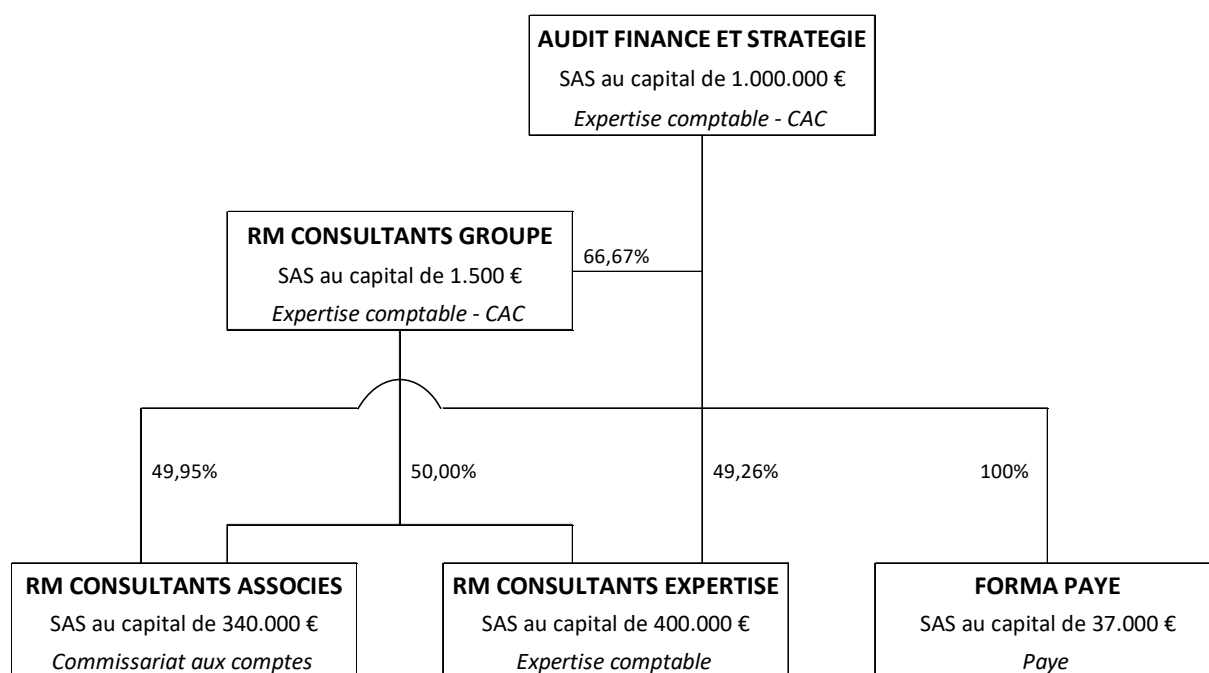 AUDIT FINANCE ET STRATEGIE
SAS au capital de 1.000.000 €
Expertise comptable - CAC
RM CONSULTANTS GROUPE
SAS au capital de 1.500 €
Expertise comptable - CAC
66,67%
49,95%
50,00%
49,26%
100%
RM CONSULTANTS ASSOCIES
SAS au capital de 340.000 €
Commissariat aux comptes
RM CONSULTANTS EXPERTISE
SAS au capital de 400.000 €
Expertise comptable
FORMA PAYE
SAS au capital de 37.000 €
Paye